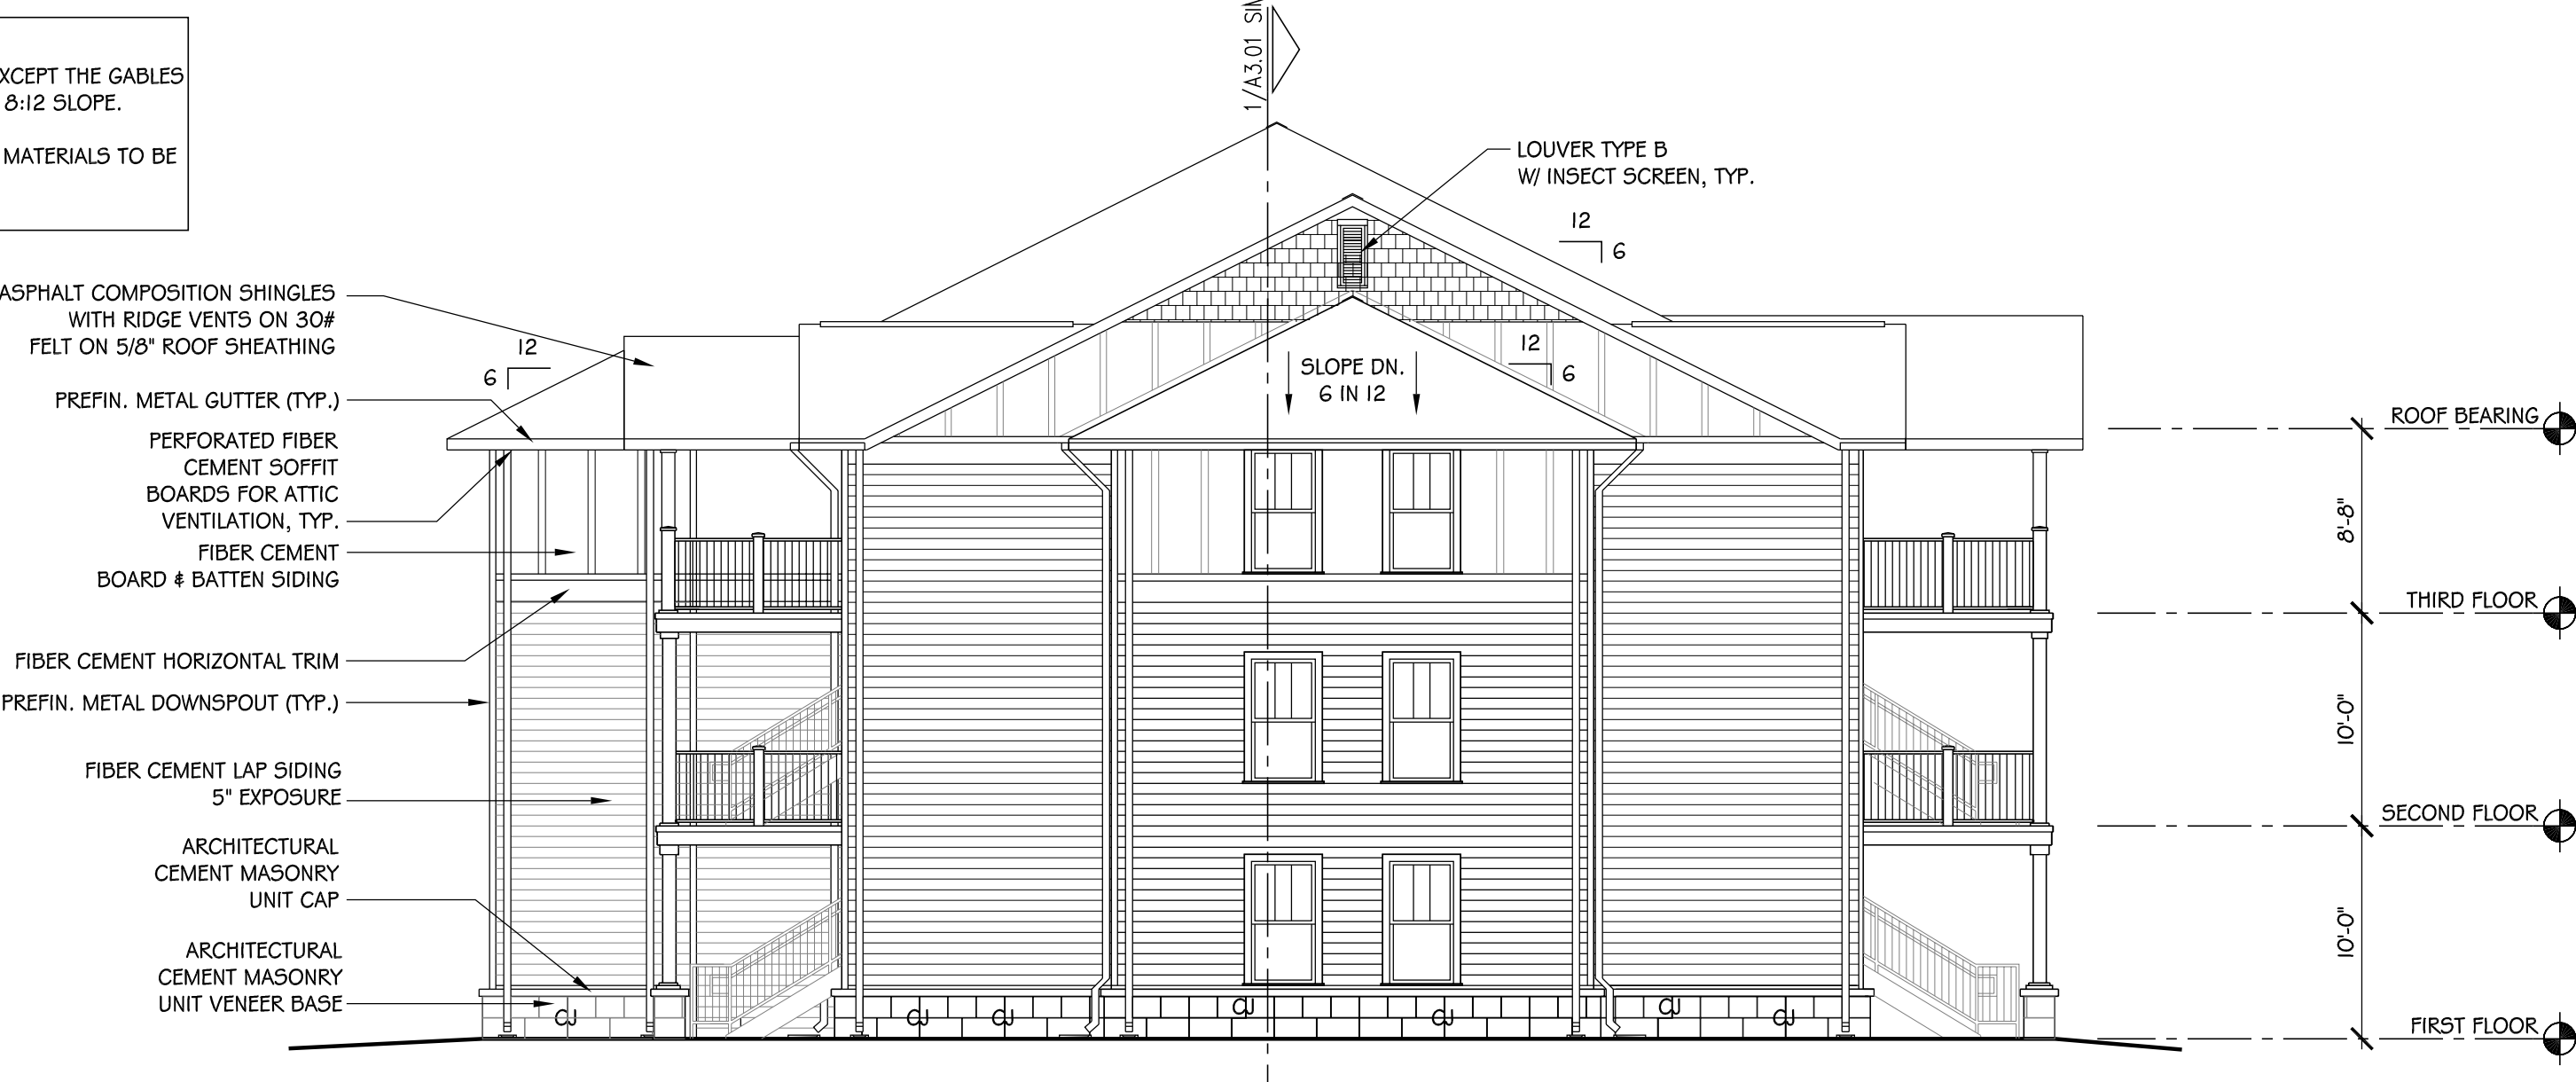 XCEPT THE GABLES
8:12 SLOPE.
MATERIALS TO BE
1/A3.01 SIM
LOUVER TYPE B
W/ INSECT SCREEN, TYP.
12
6
ASPHALT COMPOSITION SHINGLES
WITH RIDGE VENTS ON 30#
FELT ON 5/8" ROOF SHEATHING
12
6
12
6
SLOPE DN.
6 IN 12
PREFIN. METAL GUTTER (TYP.)
PERFORATED FIBER
CEMENT SOFFIT
BOARDS FOR ATTIC
VENTILATION, TYP.
FIBER CEMENT
BOARD & BATTEN SIDING
FIBER CEMENT HORIZONTAL TRIM
PREFIN. METAL DOWNSPOUT (TYP.)
FIBER CEMENT LAP SIDING
5" EXPOSURE
ARCHITECTURAL
CEMENT MASONRY
UNIT CAP
ARCHITECTURAL
CEMENT MASONRY
UNIT VENEER BASE
CJ
CJ
CJ
CJ
CJ
CJ
CJ
ROOF BEARING
8'-8"
THIRD FLOOR
10'-0"
SECOND FLOOR
10'-0"
FIRST FLOOR